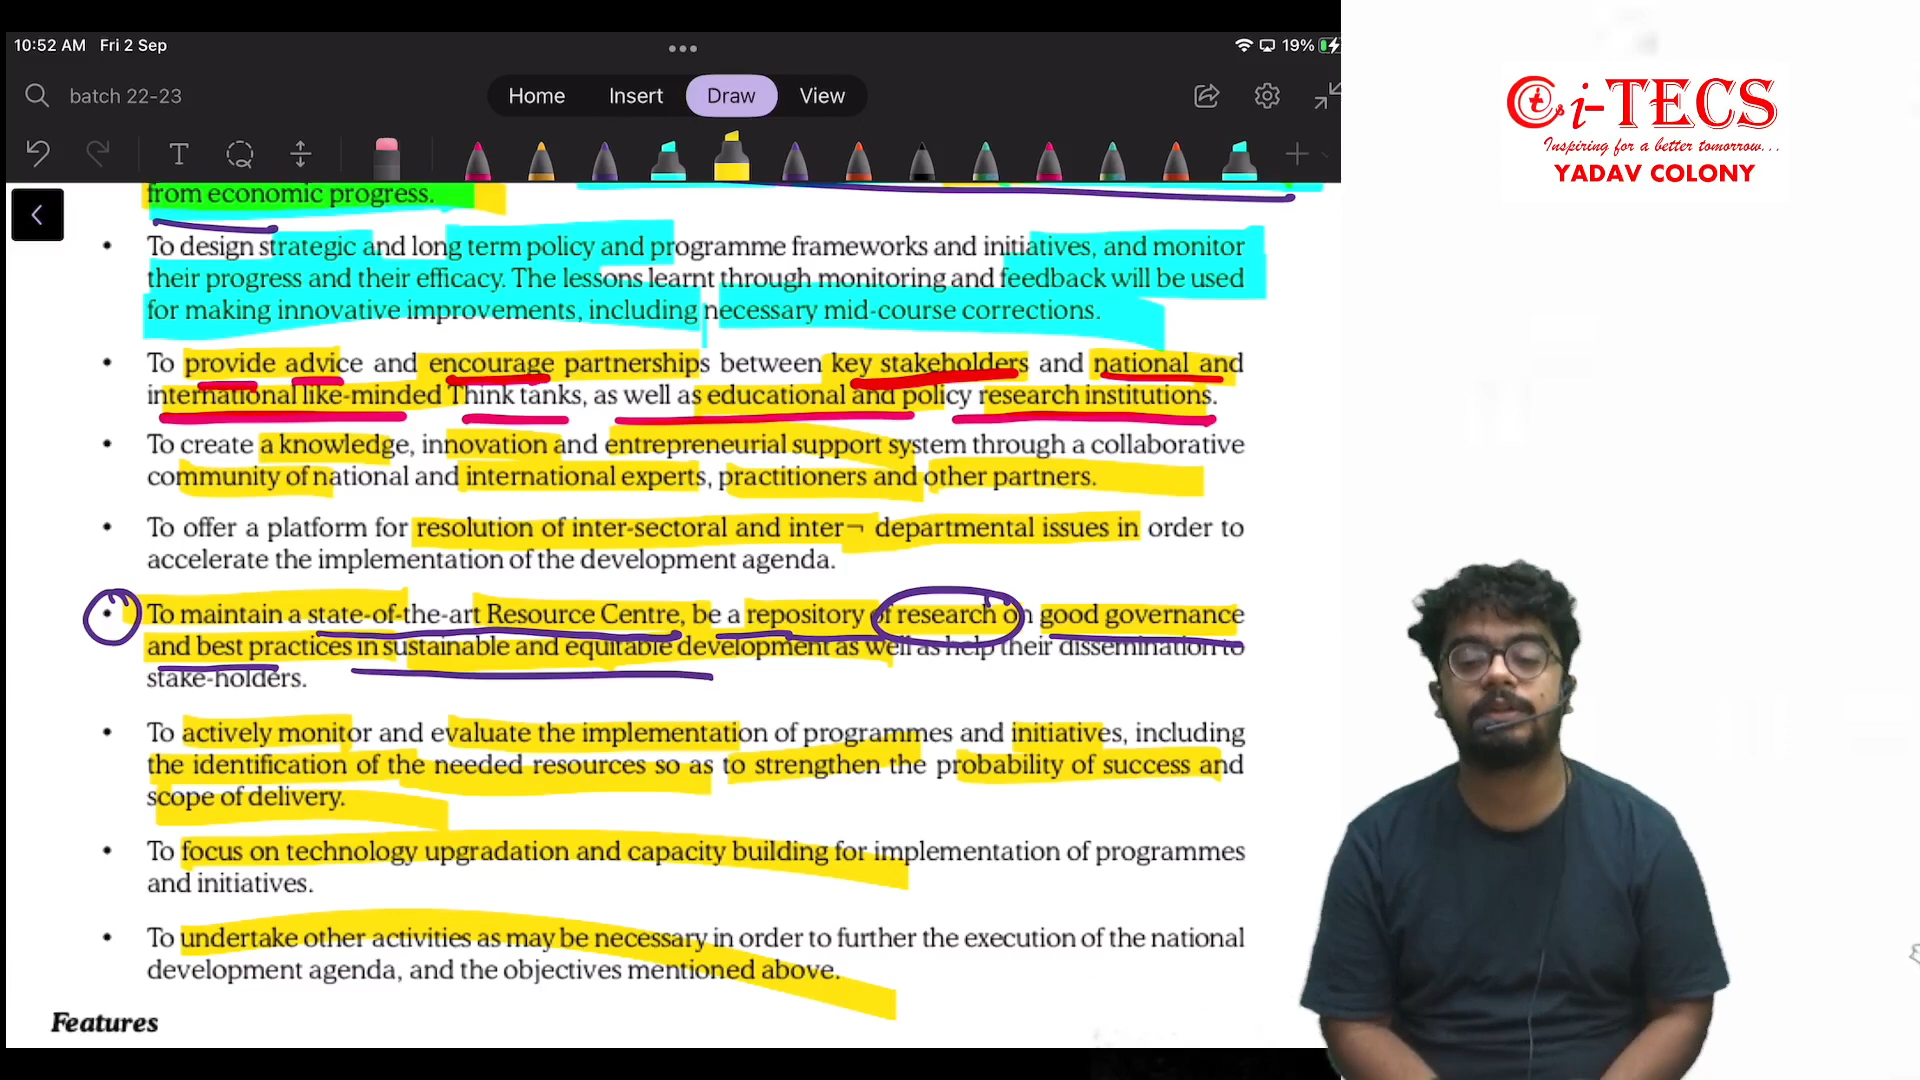 10:52 AM Fri 2 Sep
19%
batch 22-23
Home Insert Draw View
i-TECS
Inspiring for a better tomorrow...
YADAV COLONY
from economic progress.
• To design strategic and long term policy and programme frameworks and initiatives, and monitor
their progress and their efficacy. The lessons learnt through monitoring and feedback will be used
for making innovative improvements, including necessary mid-course corrections.
• To provide advice and encourage partnerships between key stakeholders and national and
international like-minded Think tanks, as well as educational and policy research institutions.
• To create a knowledge, innovation and entrepreneurial support system through a collaborative
community of national and international experts, practitioners and other partners.
• To offer a platform for resolution of inter-sectoral and inter¬ departmental issues in order to
accelerate the implementation of the development agenda.
• To maintain a state-of-the-art Resource Centre, be a repository of research on good governance
and best practices in sustainable and equitable development as well as help their dissemination to
stake-holders.
• To actively monitor and evaluate the implementation of programmes and initiatives, including
the identification of the needed resources so as to strengthen the probability of success and
scope of delivery.
• To focus on technology upgradation and capacity building for implementation of programmes
and initiatives.
• To undertake other activities as may be necessary in order to further the execution of the national
development agenda, and the objectives mentioned above.
Features